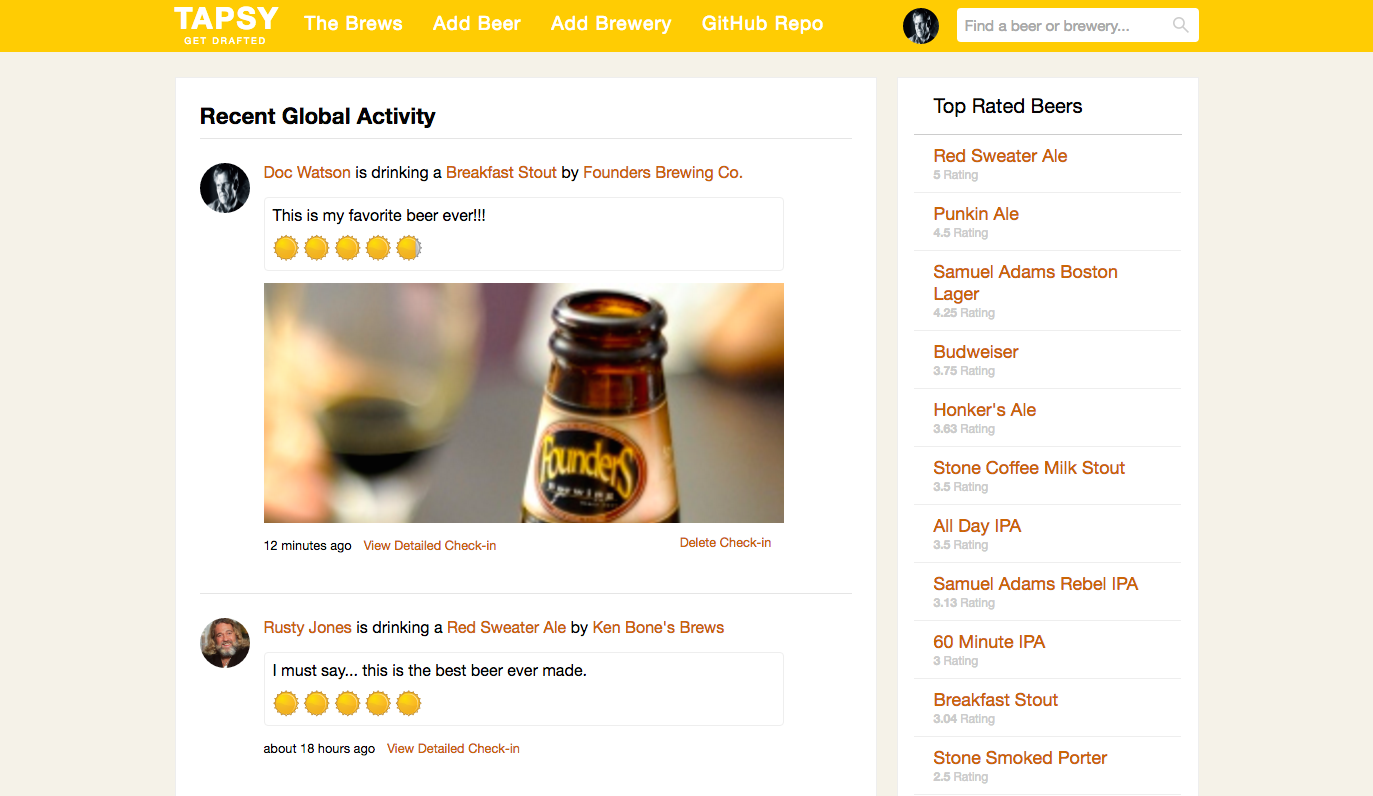 TAPSY
GET DRAFTED
The Brews
Add Beer
Add Brewery
GitHub Repo
Find a beer or brewery...
Recent Global Activity
Doc Watson is drinking a Breakfast Stout by Founders Brewing Co.
This is my favorite beer ever!!!
Founders
Brewing
12 minutes ago View Detailed Check-in
Delete Check-in
Rusty Jones is drinking a Red Sweater Ale by Ken Bone's Brews
I must say... this is the best beer ever made.
about 18 hours ago View Detailed Check-in
Top Rated Beers
Red Sweater Ale
5 Rating
Punkin Ale
4.5 Rating
Samuel Adams Boston
Lager
4.25 Rating
Budweiser
3.75 Rating
Honker's Ale
3.63 Rating
Stone Coffee Milk Stout
3.5 Rating
All Day IPA
3.5 Rating
Samuel Adams Rebel IPA
3.13 Rating
60 Minute IPA
3 Rating
Breakfast Stout
3.04 Rating
Stone Smoked Porter
2.5 Rating